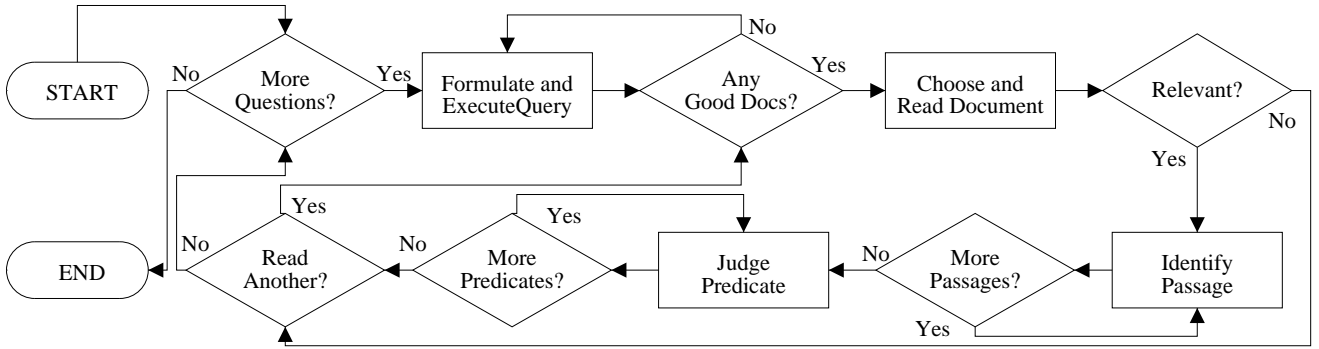 No
START
No
More
Questions?
Yes
Formulate and
ExecuteQuery
Any
Good Docs?
Yes
Choose and
Read Document
Relevant?
No
Yes
END
No
Read
Another?
Yes
No
More
Predicates?
Yes
Judge
Predicate
No
More
Passages?
Yes
Identify
Passage